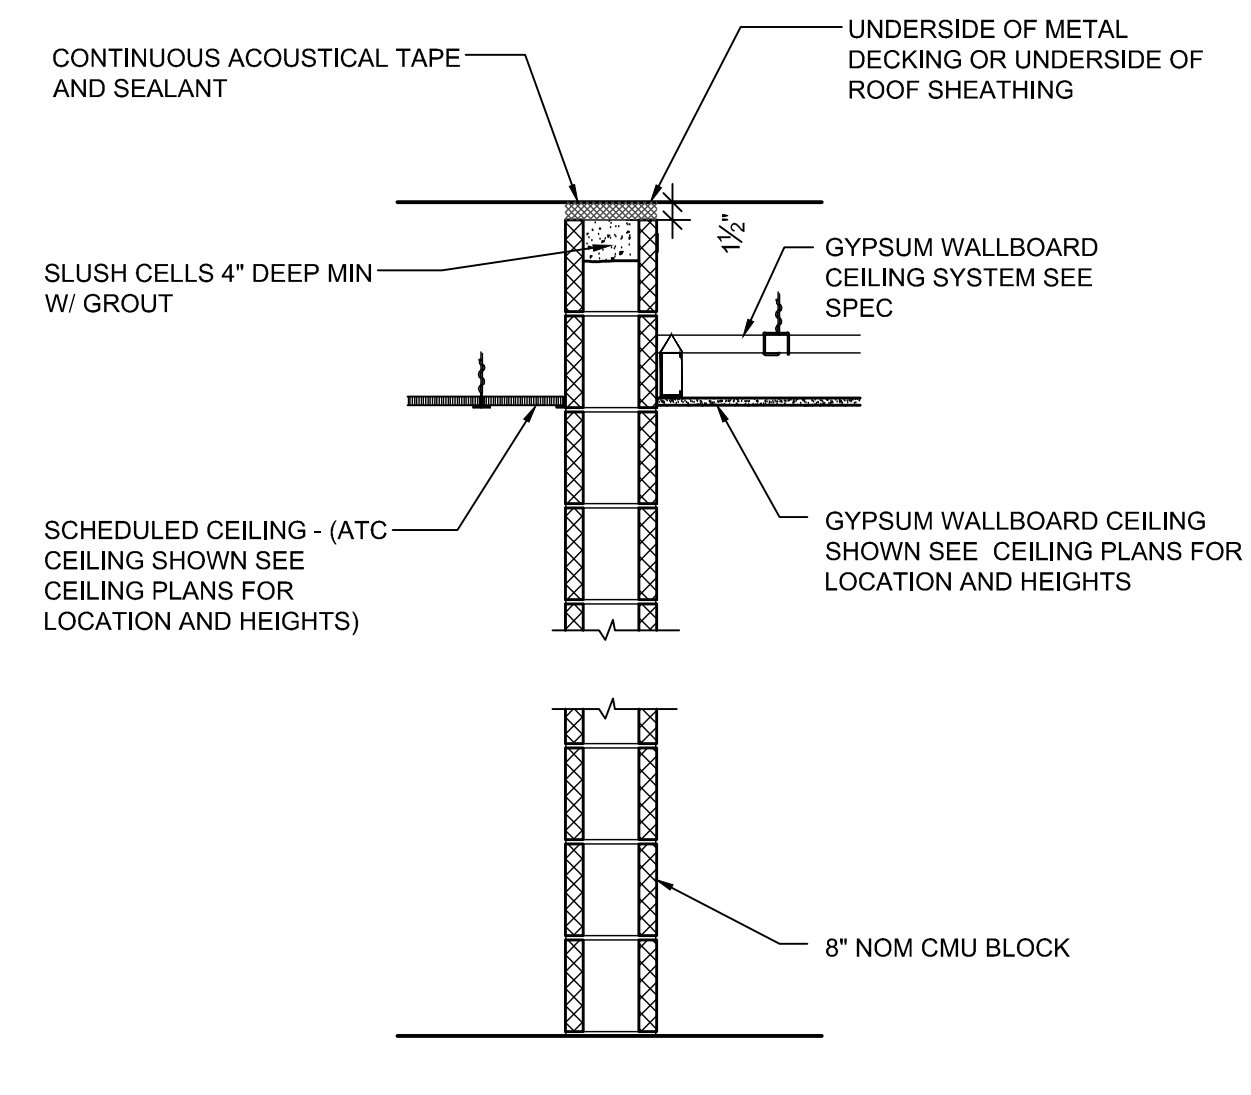 CONTINUOUS ACOUSTICAL TAPE
AND SEALANT
UNDERSIDE OF METAL
DECKING OR UNDERSIDE OF
ROOF SHEATHING
1½"
SLUSH CELLS 4" DEEP MIN
W/ GROUT
GYPSUM WALLBOARD
CEILING SYSTEM SEE
SPEC
SCHEDULED CEILING - (ATC
CEILING SHOWN SEE
CEILING PLANS FOR
LOCATION AND HEIGHTS)
GYPSUM WALLBOARD CEILING
SHOWN SEE  CEILING PLANS FOR
LOCATION AND HEIGHTS
8" NOM CMU BLOCK